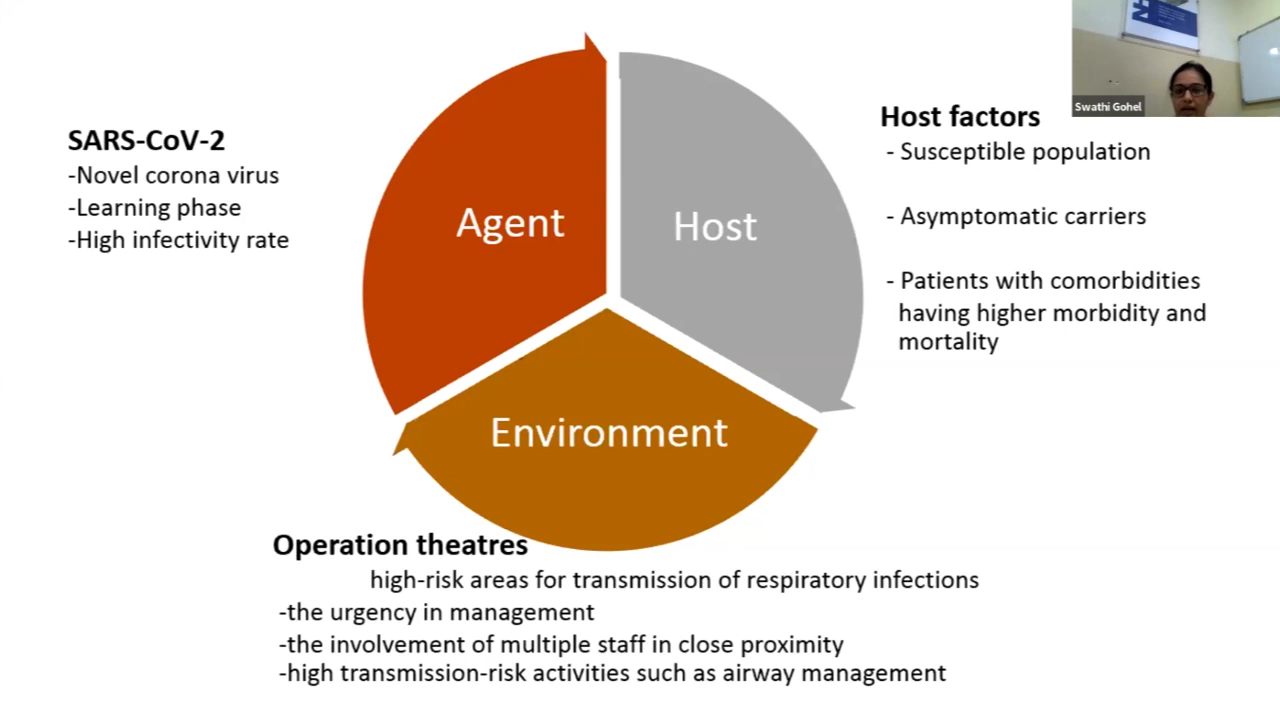 SARS-CoV-2
-Novel corona virus
-Learning phase
-High infectivity rate
Agent
Host
Environment
Host factors
- Susceptible population
- Asymptomatic carriers
- Patients with comorbidities
having higher morbidity and
mortality
Operation theatres
high-risk areas for transmission of respiratory infections
-the urgency in management
-the involvement of multiple staff in close proximity
-high transmission-risk activities such as airway management
Swathi Gohel